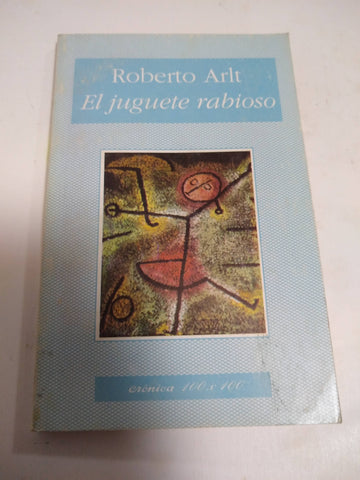 Roberto Arlt
El juguete rabioso
crónica 100 x 100